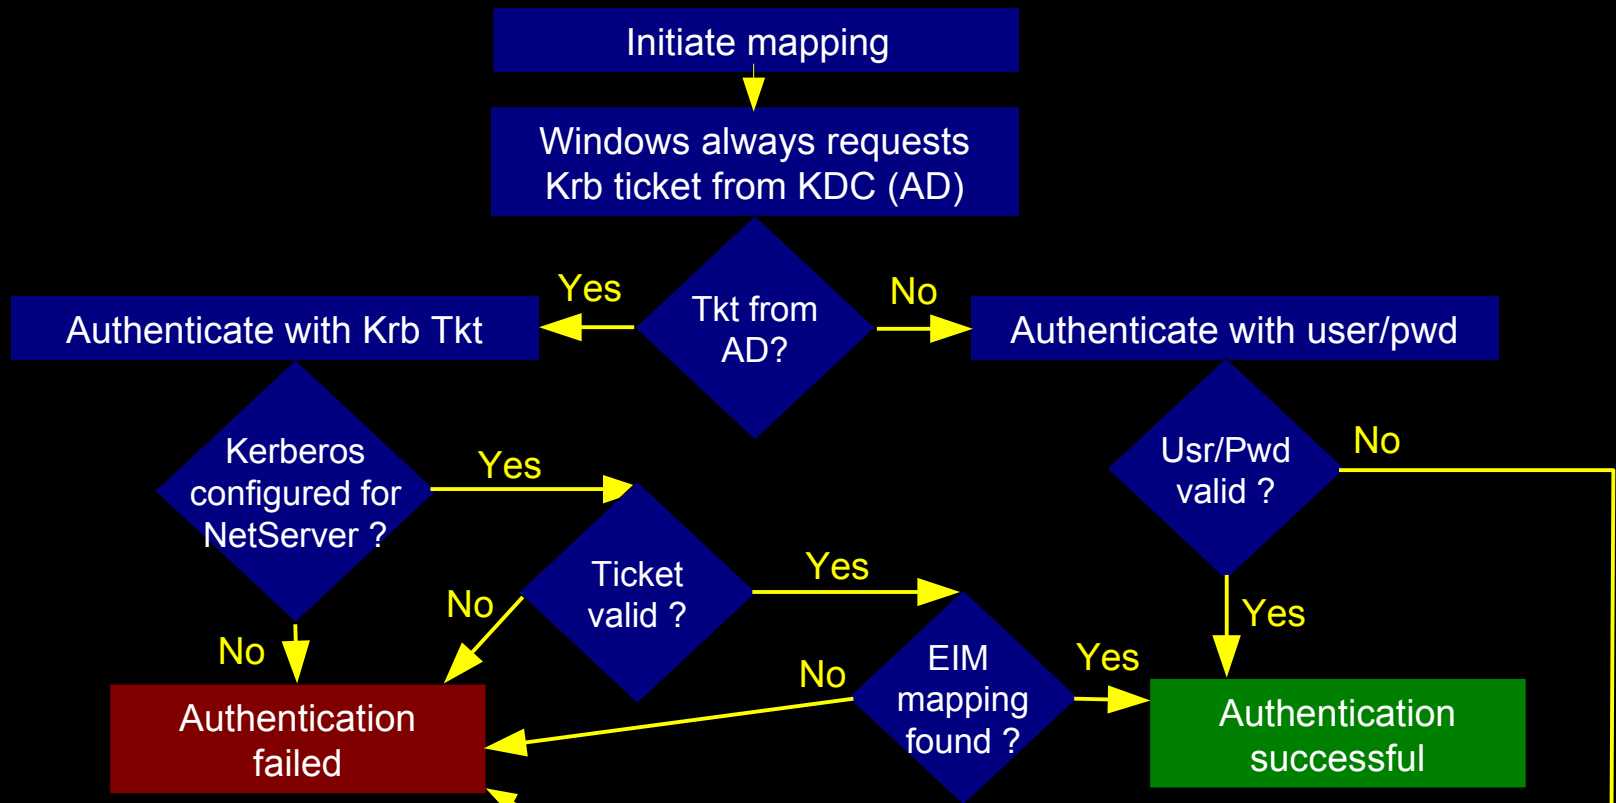 Initiate mapping
Windows always requests
Krb ticket from KDC (AD)
Yes
Tkt from
AD?
No
Authenticate with Krb Tkt
Authenticate with user/pwd
Kerberos
configured for
NetServer ?
Yes
Usr/Pwd
valid ?
No
Ticket
valid ?
Yes
No
Yes
No
EIM
mapping
found ?
No
Yes
Authentication
failed
Authentication
successful